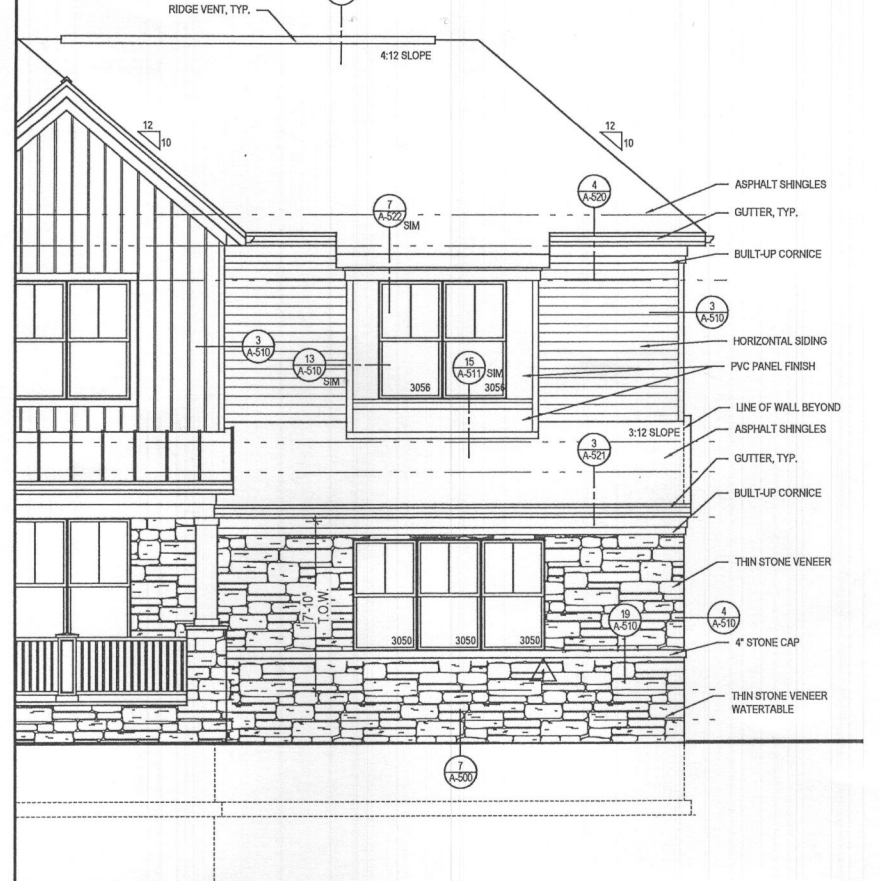 RIDGE VENT, TYP.
4:12 SLOPE
12
10
12
10
7
A-522
SIM
4
A-520
ASPHALT SHINGLES
GUTTER, TYP.
BUILT-UP CORNICE
3
A-510
3
A-510
HORIZONTAL SIDING
13
A-510
SIM
15
A-511
SIM
PVC PANEL FINISH
3056
3056
LINE OF WALL BEYOND
3:12 SLOPE
ASPHALT SHINGLES
3
A-521
GUTTER, TYP.
BUILT-UP CORNICE
THIN STONE VENEER
7'-10"
T.O.W.
19
A-510
4
A-510
3050
3050
3050
4" STONE CAP
1
THIN STONE VENEER
WATERTABLE
7
A-500